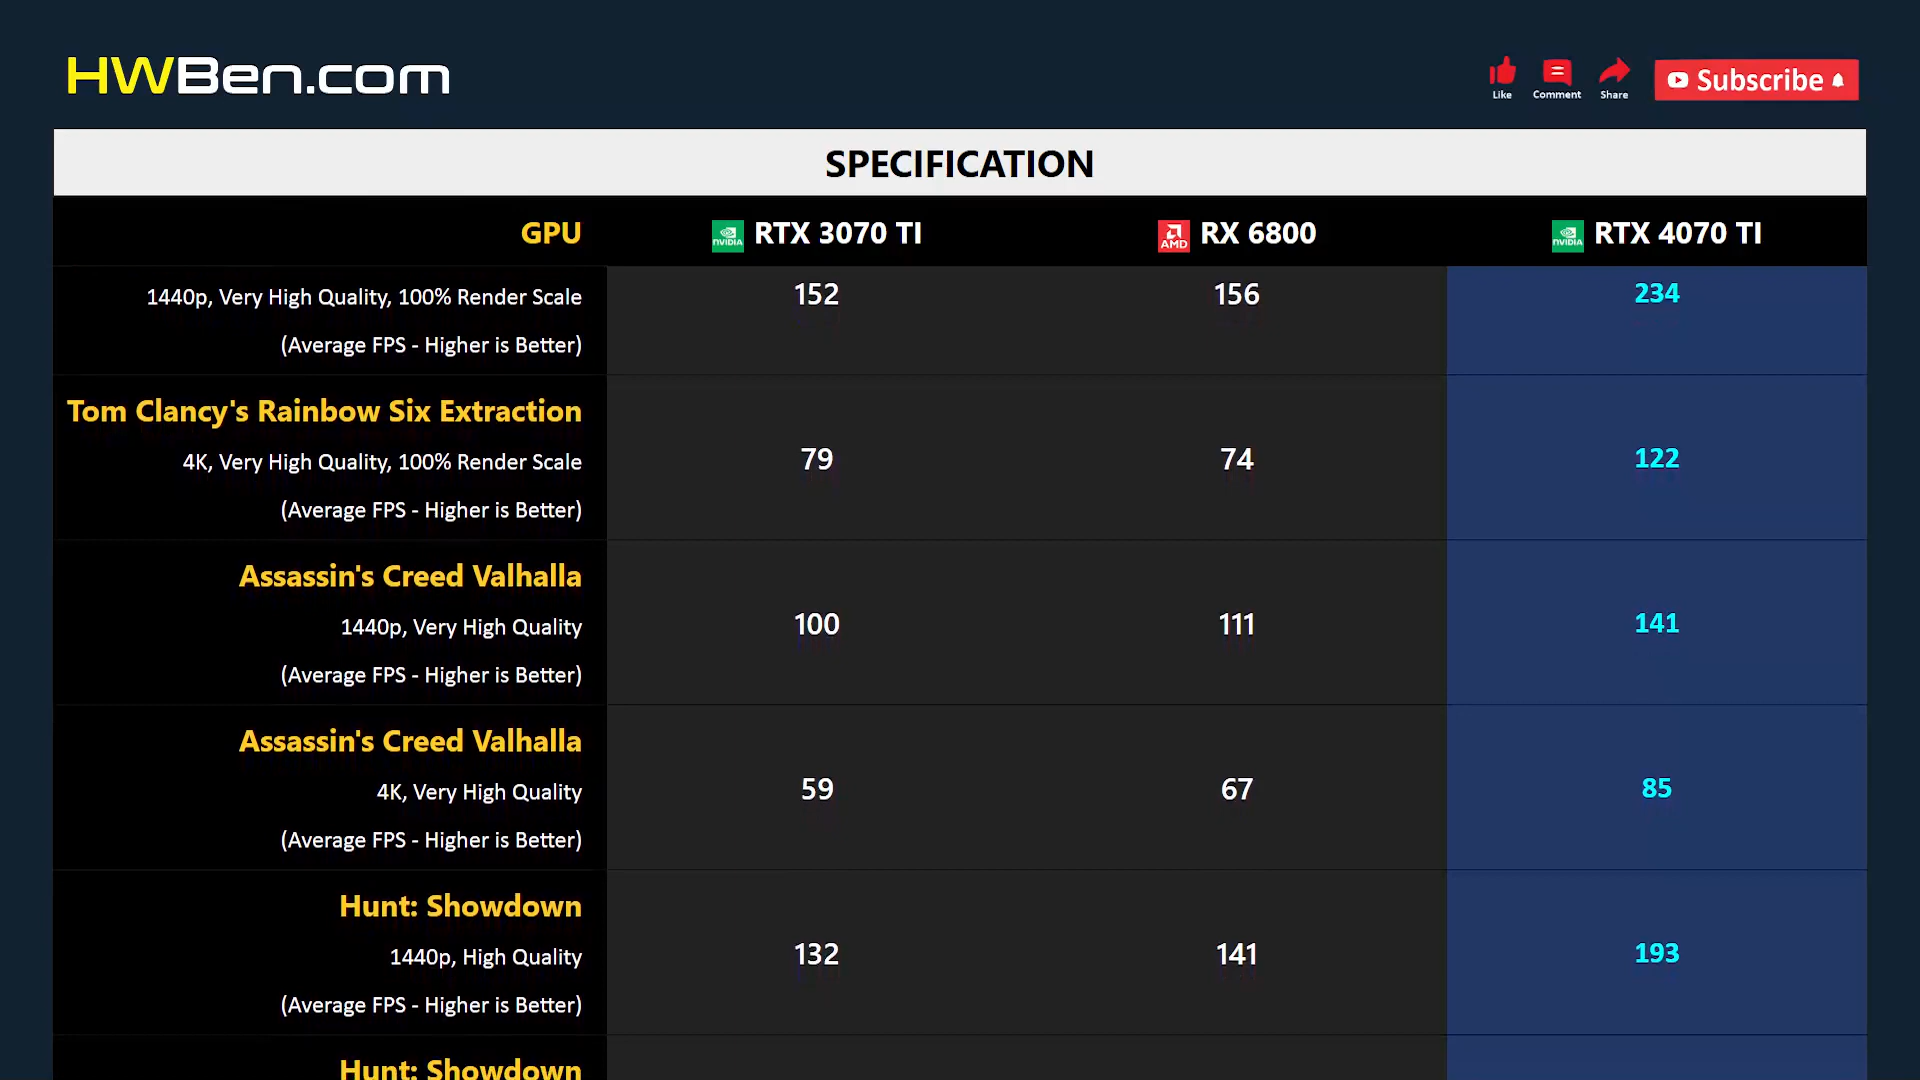 HWBen.com
Like Comment Share Subscribe
SPECIFICATION
GPU NVIDIA RTX 3070 TI AMD RX 6800 NVIDIA RTX 4070 TI
1440p, Very High Quality, 100% Render Scale 152 156 234
(Average FPS - Higher is Better)
Tom Clancy's Rainbow Six Extraction
4K, Very High Quality, 100% Render Scale 79 74 122
(Average FPS - Higher is Better)
Assassin's Creed Valhalla
1440p, Very High Quality 100 111 141
(Average FPS - Higher is Better)
Assassin's Creed Valhalla
4K, Very High Quality 59 67 85
(Average FPS - Higher is Better)
Hunt: Showdown
1440p, High Quality 132 141 193
(Average FPS - Higher is Better)
Hunt: Showdown